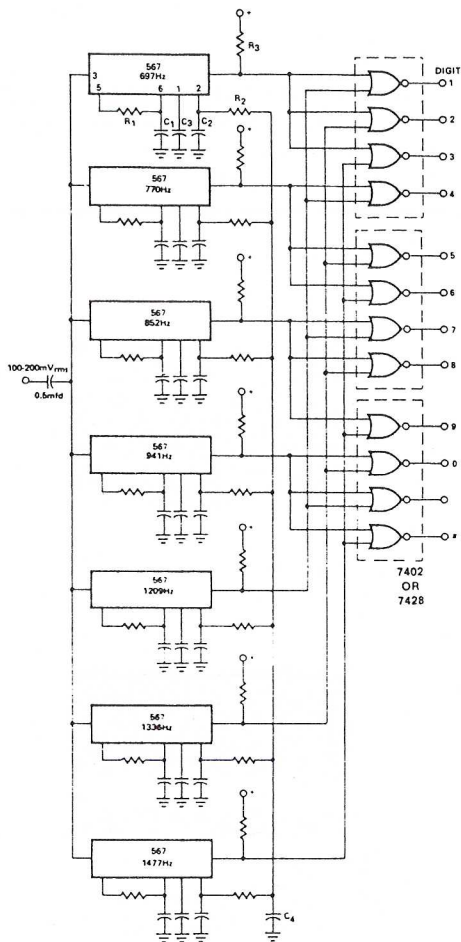 +
R3
567
697Hz
3 5 6 1 2
R1 C1 C3 C2 R2
DIGIT
1
2
3
4
+
567
770Hz
5
6
7
8
+
567
852Hz
100-200mVrms
0.5mfd
+
567
941Hz
9
0
#
7402
OR
7428
+
567
1209Hz
+
567
1336Hz
+
567
1477Hz
C4